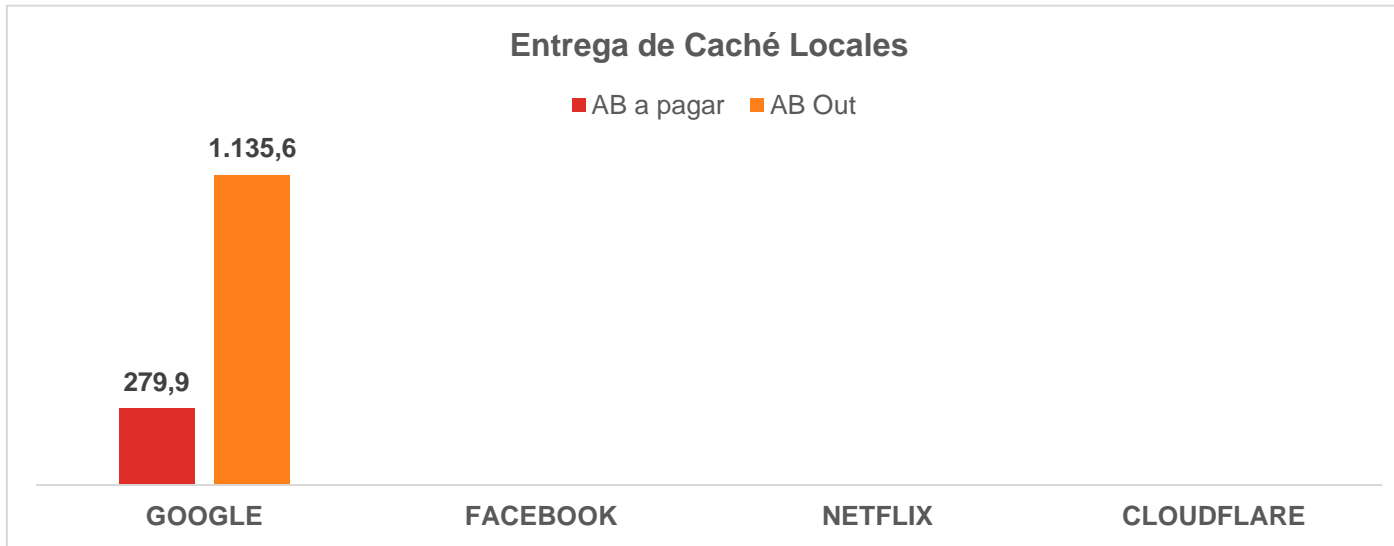 Entrega de Caché Locales
AB a pagar AB Out
1.135,6
279,9
GOOGLE FACEBOOK NETFLIX CLOUDFLARE